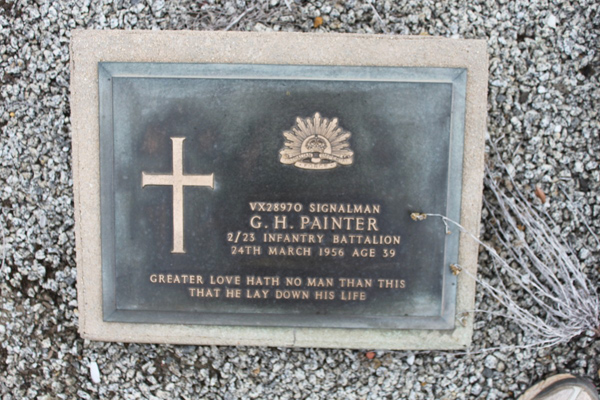 VX28970 SIGNALMAN
G. H. PAINTER
2/23 INFANTRY BATTALION
24TH MARCH 1956 AGE 39
GREATER LOVE HATH NO MAN THAN THIS
THAT HE LAY DOWN HIS LIFE